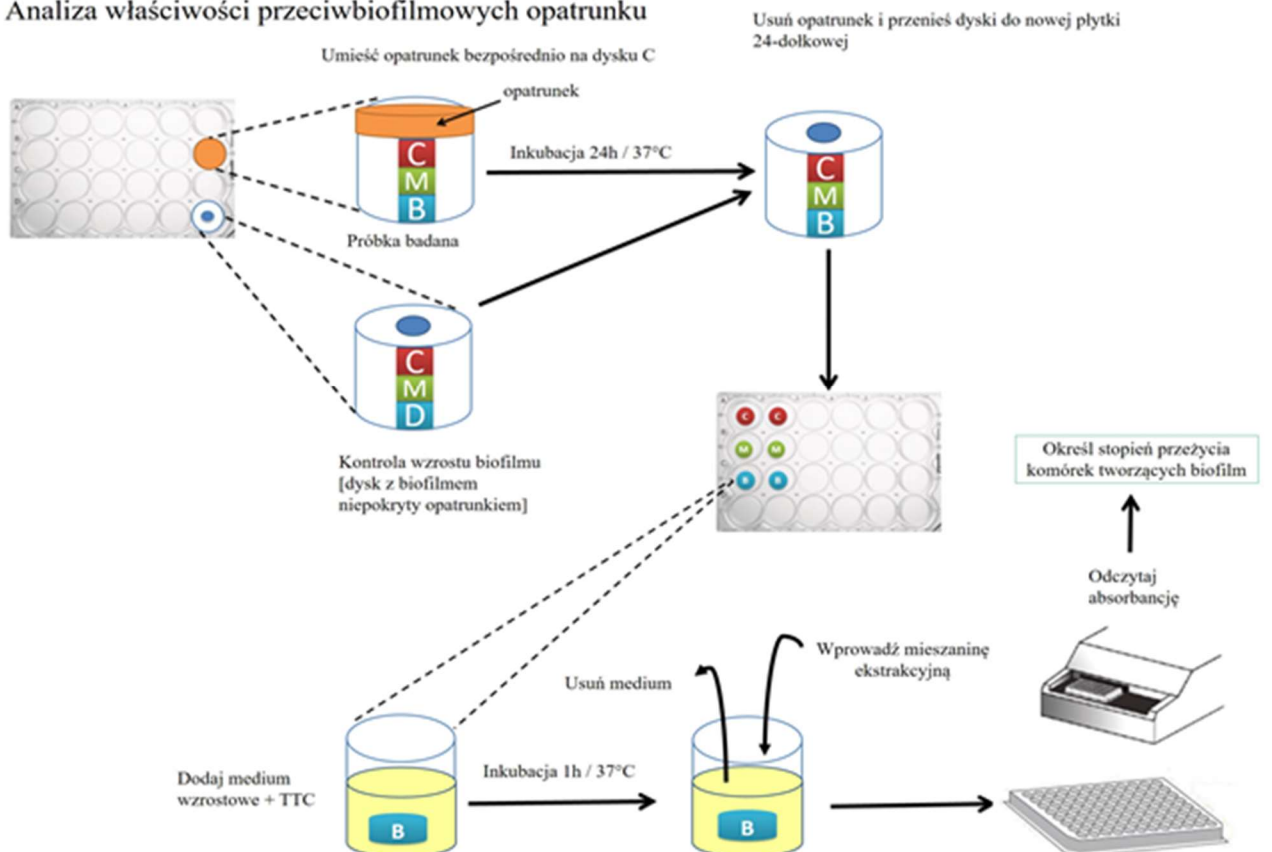 Analiza właściwości przeciwbiofilmowych opatrunku
Usuń opatrunek i przenieś dyski do nowej płytki
24-dołkowej
Umieść opatrunek bezpośrednio na dysku C
opatrunek
C
M
B
Inkubacja 24h / 37°C
C
M
B
Próbka badana
C
M
D
Kontrola wzrostu biofilmu
[dysk z biofilmem
niepokryty opatrunkiem]
C C
M M
B B
Określ stopień przeżycia
komórek tworzących biofilm
Odczytaj
absorbancję
Wprowadź mieszaninę
ekstrakcyjną
Usuń medium
Dodaj medium
wzrostowe + TTC
Inkubacja 1h / 37°C
B
B